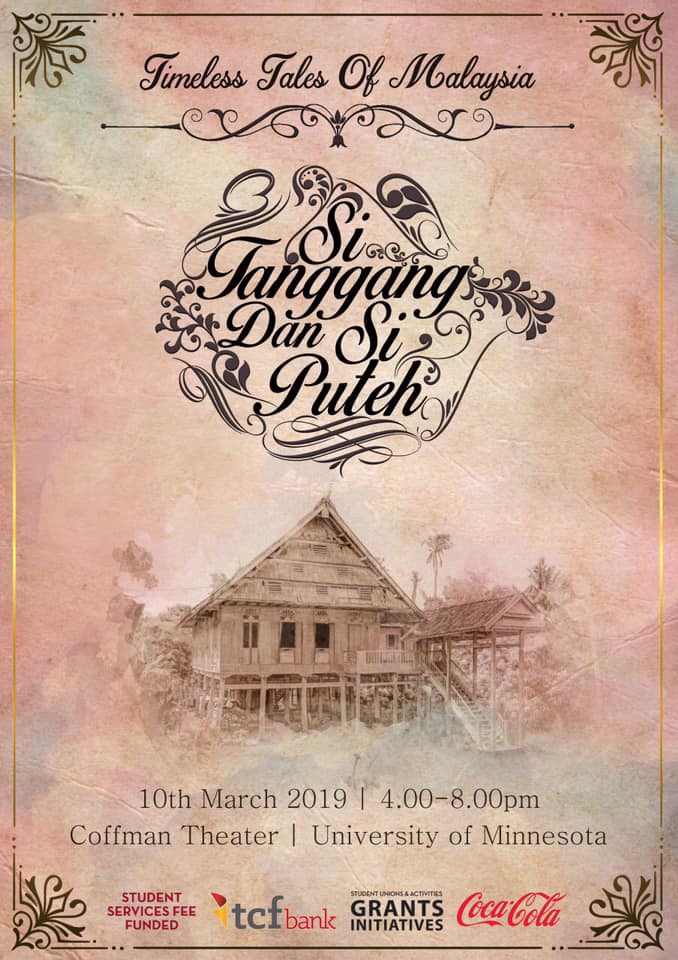 Timeless Tales Of Malaysia
Si
Tanggang
Dan Si
Puteh
10th March 2019 | 4.00-8.00pm
Coffman Theater | University of Minnesota
STUDENT
SERVICES FEE
FUNDED
tcf bank
STUDENT UNIONS & ACTIVITIES
GRANTS
INITIATIVES
Coca-Cola